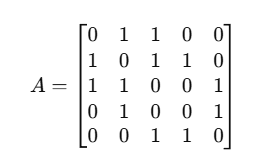 0 1 1 0 0
1 0 1 1 0
A = 1 1 0 0 1
0 1 0 0 1
0 0 1 1 0